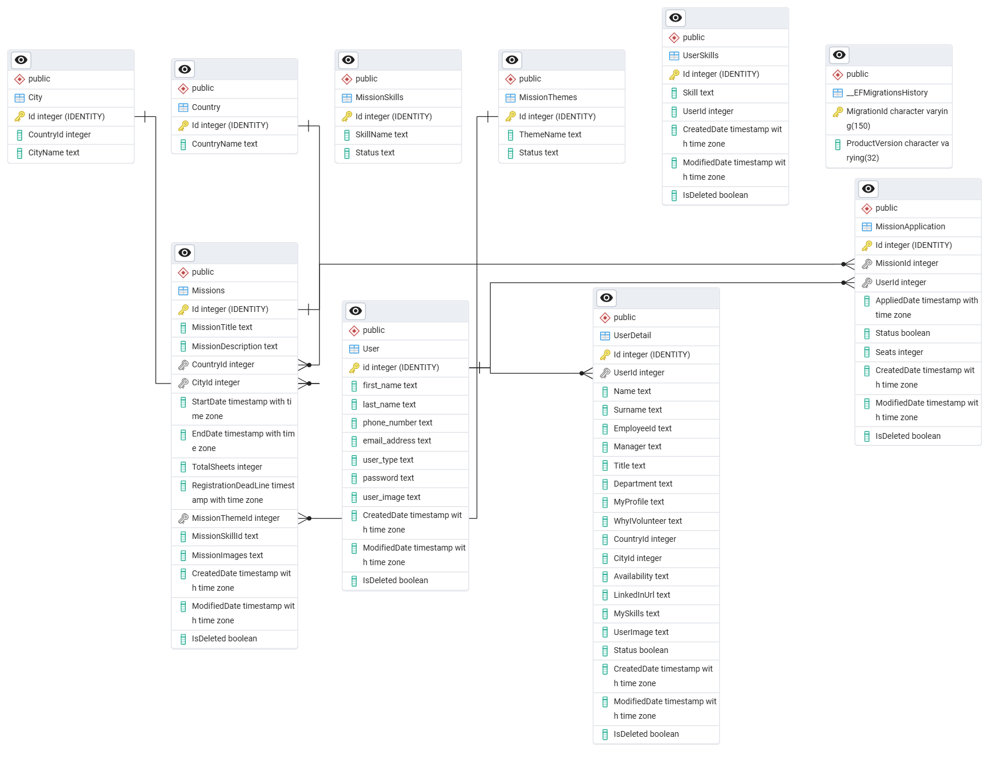 public
City
Id integer (IDENTITY)
CountryId integer
CityName text
public
Country
Id integer (IDENTITY)
CountryName text
public
MissionSkills
Id integer (IDENTITY)
SkillName text
Status text
public
MissionThemes
Id integer (IDENTITY)
ThemeName text
Status text
public
UserSkills
Id integer (IDENTITY)
Skill text
UserId integer
CreatedDate timestamp wit
h time zone
ModifiedDate timestamp wit
h time zone
IsDeleted boolean
public
__EFMigrationsHistory
MigrationId character varyin
g(150)
ProductVersion character va
rying(32)
public
MissionApplication
Id integer (IDENTITY)
MissionId integer
UserId integer
AppliedDate timestamp with
time zone
Status boolean
Seats integer
CreatedDate timestamp wit
h time zone
ModifiedDate timestamp wit
h time zone
IsDeleted boolean
public
Missions
Id integer (IDENTITY)
MissionTitle text
MissionDescription text
CountryId integer
CityId integer
StartDate timestamp with ti
me zone
EndDate timestamp with tim
e zone
TotalSheets integer
RegistrationDeadLine timest
amp with time zone
MissionThemeId integer
MissionSkillId text
MissionImages text
CreatedDate timestamp wit
h time zone
ModifiedDate timestamp wit
h time zone
IsDeleted boolean
public
User
id integer (IDENTITY)
first_name text
last_name text
phone_number text
email_address text
user_type text
password text
user_image text
CreatedDate timestamp wit
h time zone
ModifiedDate timestamp wit
h time zone
IsDeleted boolean
public
UserDetail
Id integer (IDENTITY)
UserId integer
Name text
Surname text
EmployeeId text
Manager text
Title text
Department text
MyProfile text
WhyIVolunteer text
CountryId integer
CityId integer
Availability text
LinkedInUrl text
MySkills text
UserImage text
Status boolean
CreatedDate timestamp wit
h time zone
ModifiedDate timestamp wit
h time zone
IsDeleted boolean